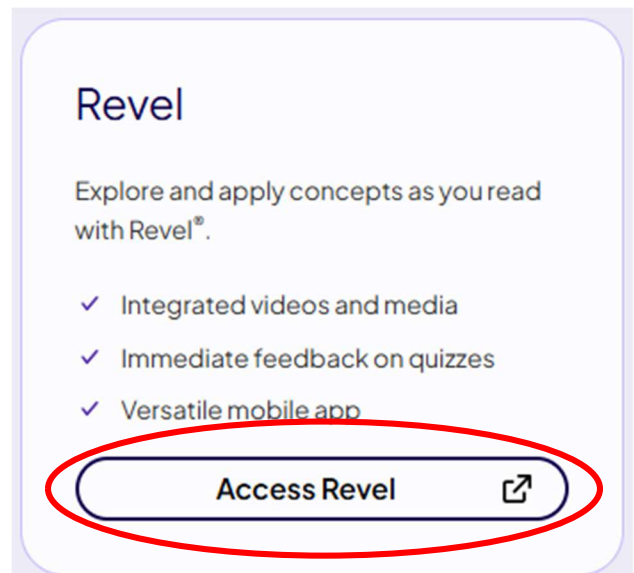 Revel
Explore and apply concepts as you read
with Revel®.
Integrated videos and media
Immediate feedback on quizzes
Versatile mobile app
Access Revel